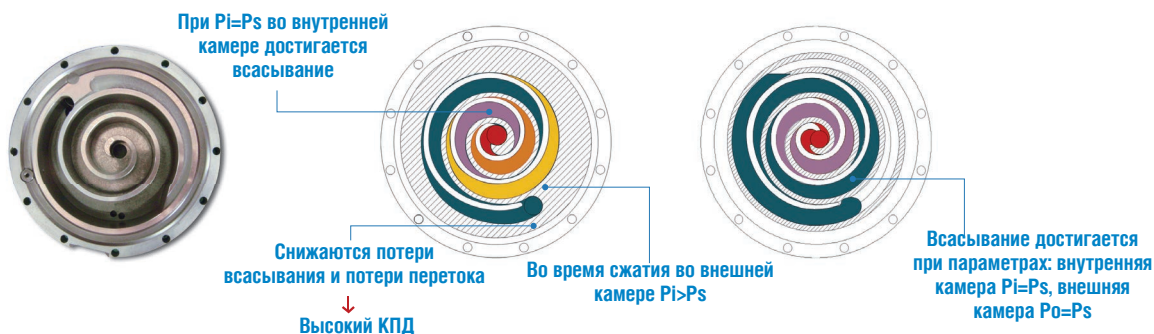 При Pi=Ps во внутренней
камере достигается
всасывание
Снижаются потери
всасывания и потери перетока
↓
Высокий КПД
Во время сжатия во внешней
камере Pi>Ps
Всасывание достигается
при параметрах: внутренняя
камера Pi=Ps, внешняя
камера Po=Ps